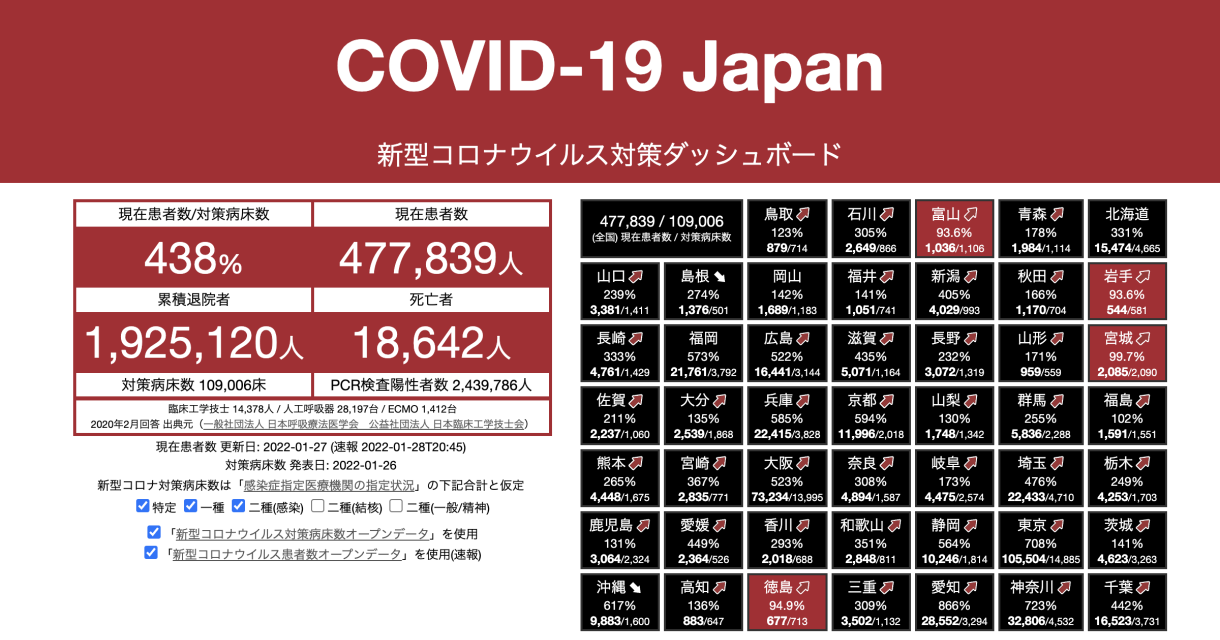 COVID-19 Japan
新型コロナウイルス対策ダッシュボード
現在患者数/対策病床数
現在患者数
438%
477,839人
累積退院者
死亡者
1,925,120人
18,642人
対策病床数 109,006床
PCR検査陽性者数 2,439,786人
臨床工学技士 14,378人 / 人工呼吸器 28,197台 / ECMO 1,412台
2020年2月回答 出典元（一般社団法人 日本呼吸療法医学会　公益社団法人 日本臨床工学技士会）
現在患者数 更新日: 2022-01-27 (速報 2022-01-28T20:45)
対策病床数 発表日: 2022-01-26
新型コロナ対策病床数は「感染症指定医療機関の指定状況」の下記合計と仮定
特定 一種 二種(感染) 二種(結核) 二種(一般/精神)
「新型コロナウイルス対策病床数オープンデータ」を使用
「新型コロナウイルス患者数オープンデータ」を使用(速報)
477,839 / 109,006
(全国) 現在患者数 / 対策病床数
鳥取
123%
879/714
石川
305%
2,649/866
富山
93.6%
1,036/1,106
青森
178%
1,984/1,114
北海道
331%
15,474/4,665
山口
239%
3,381/1,411
島根
274%
1,376/501
岡山
142%
1,689/1,183
福井
141%
1,051/741
新潟
405%
4,029/993
秋田
166%
1,170/704
岩手
93.6%
544/581
長崎
333%
4,761/1,429
福岡
573%
21,761/3,792
広島
522%
16,441/3,144
滋賀
435%
5,071/1,164
長野
232%
3,072/1,319
山形
171%
959/559
宮城
99.7%
2,085/2,090
佐賀
211%
2,237/1,060
大分
135%
2,539/1,868
兵庫
585%
22,415/3,828
京都
594%
11,996/2,018
山梨
130%
1,748/1,342
群馬
255%
5,836/2,288
福島
102%
1,591/1,551
熊本
265%
4,448/1,675
宮崎
367%
2,835/771
大阪
523%
73,234/13,995
奈良
308%
4,894/1,587
岐阜
173%
4,475/2,574
埼玉
476%
22,433/4,710
栃木
249%
4,253/1,703
鹿児島
131%
3,064/2,324
愛媛
449%
2,364/526
香川
293%
2,018/688
和歌山
351%
2,848/811
静岡
564%
10,246/1,814
東京
708%
105,504/14,885
茨城
141%
4,623/3,263
沖縄
617%
9,883/1,600
高知
136%
883/647
徳島
94.9%
677/713
三重
309%
3,502/1,132
愛知
866%
28,552/3,294
神奈川
723%
32,806/4,532
千葉
442%
16,523/3,731